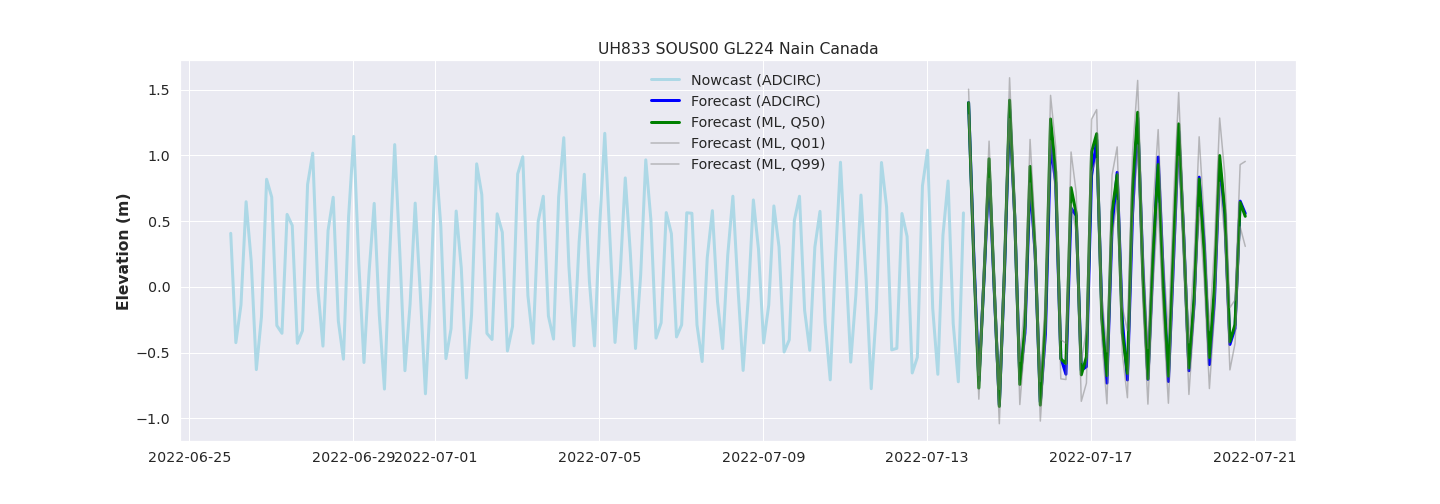 UH833 SOUS00 GL224 Nain Canada
Nowcast (ADCIRC)
Forecast (ADCIRC)
Forecast (ML, Q50)
Forecast (ML, Q01)
Forecast (ML, Q99)
Elevation (m)
1.5
1.0
0.5
0.0
−0.5
−1.0
2022-06-25 2022-06-29 2022-07-01 2022-07-05 2022-07-09 2022-07-13 2022-07-17 2022-07-21